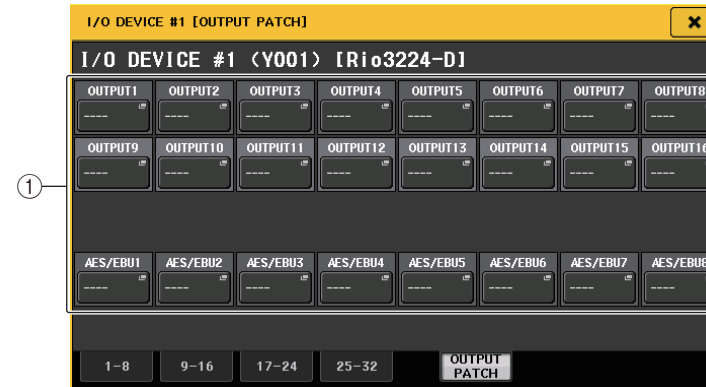 I/O DEVICE #1 [OUTPUT PATCH]
I/O DEVICE #1 (Y001) [Rio3224-D]
OUTPUT1 OUTPUT2 OUTPUT3 OUTPUT4 OUTPUT5 OUTPUT6 OUTPUT7 OUTPUT8
---- ---- ---- ---- ---- ---- ---- ----
OUTPUT9 OUTPUT10 OUTPUT11 OUTPUT12 OUTPUT13 OUTPUT14 OUTPUT15 OUTPUT16
---- ---- ---- ---- ---- ---- ---- ----
①
AES/EBU1 AES/EBU2 AES/EBU3 AES/EBU4 AES/EBU5 AES/EBU6 AES/EBU7 AES/EBU8
---- ---- ---- ---- ---- ---- ---- ----
1-8 9-16 17-24 25-32 OUTPUT
PATCH